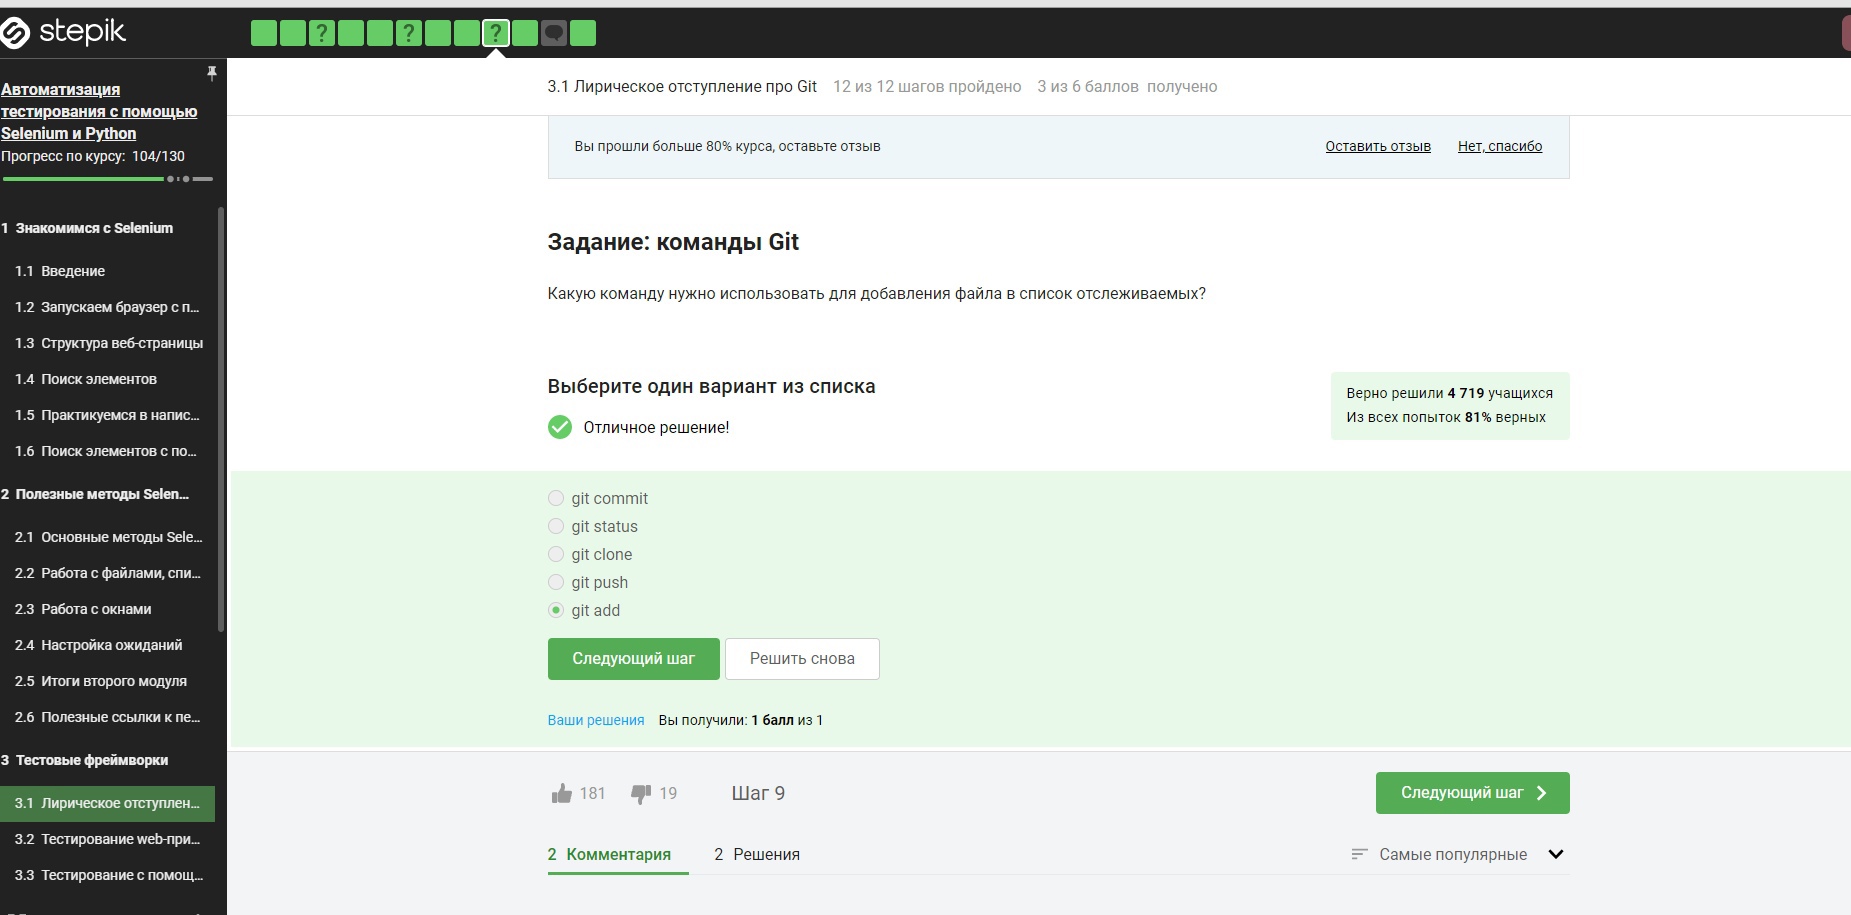 stepik
? ? ?
Автоматизация
тестирования с помощью
Selenium и Python
Прогресс по курсу: 104/130
1 Знакомимся с Selenium
1.1 Введение
1.2 Запускаем браузер с п...
1.3 Структура веб-страницы
1.4 Поиск элементов
1.5 Практикуемся в напис...
1.6 Поиск элементов с по...
2 Полезные методы Selen...
2.1 Основные методы Sele...
2.2 Работа с файлами, спи...
2.3 Работа с окнами
2.4 Настройка ожиданий
2.5 Итоги второго модуля
2.6 Полезные ссылки к пе...
3 Тестовые фреймворки
3.1 Лирическое отступлен...
3.2 Тестирование web-при...
3.3 Тестирование с помощ...
3.1 Лирическое отступление про Git 12 из 12 шагов пройдено 3 из 6 баллов получено
Вы прошли больше 80% курса, оставьте отзыв Оставить отзыв Нет, спасибо
Задание: команды Git
Какую команду нужно использовать для добавления файла в список отслеживаемых?
Выберите один вариант из списка
Отличное решение!
Верно решили 4 719 учащихся
Из всех попыток 81% верных
git commit
git status
git clone
git push
git add
Следующий шаг Решить снова
Ваши решения Вы получили: 1 балл из 1
181 19 Шаг 9 Следующий шаг
2 Комментария 2 Решения Самые популярные